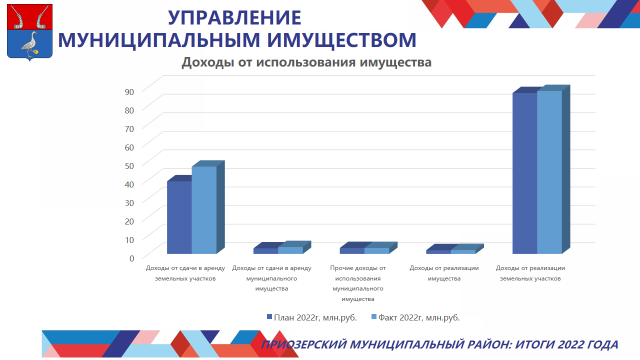 УПРАВЛЕНИЕ
МУНИЦИПАЛЬНЫМ ИМУЩЕСТВОМ
Доходы от использования имущества
90
80
70
60
50
40
30
20
10
0
Доходы от сдачи в аренду земельных участков
Доходы от сдачи в аренду муниципального имущества
Прочие доходы от использования муниципального имущества
Доходы от реализации имущества
Доходы от реализации земельных участков
План 2022г, млн.руб.
Факт 2022г, млн.руб.
ПРИОЗЕРСКИЙ МУНИЦИПАЛЬНЫЙ РАЙОН: ИТОГИ 2022 ГОДА